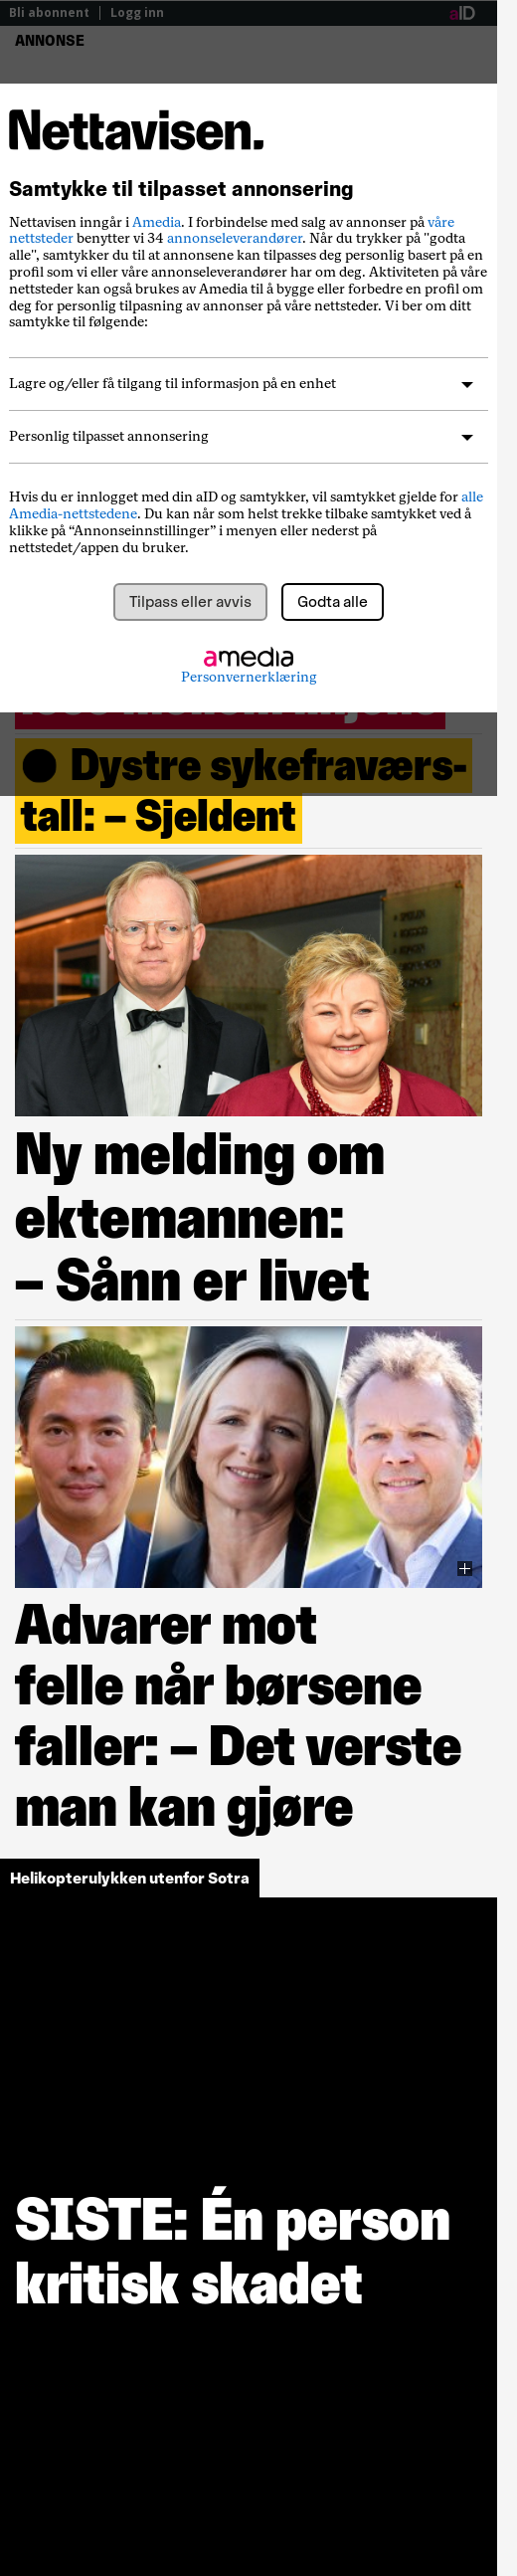 Bli abonnent | Logg inn
aID
ANNONSE
Nettavisen.
Samtykke til tilpasset annonsering
Nettavisen inngår i Amedia. I forbindelse med salg av annonser på våre
nettsteder benytter vi 34 annonseleverandører. Når du trykker på "godta
alle", samtykker du til at annonsene kan tilpasses deg personlig basert på en
profil som vi eller våre annonseleverandører har om deg. Aktiviteten på våre
nettsteder kan også brukes av Amedia til å bygge eller forbedre en profil om
deg for personlig tilpasning av annonser på våre nettsteder. Vi ber om ditt
samtykke til følgende:
Lagre og/eller få tilgang til informasjon på en enhet
Personlig tilpasset annonsering
Hvis du er innlogget med din aID og samtykker, vil samtykket gjelde for alle
Amedia-nettstedene. Du kan når som helst trekke tilbake samtykket ved å
klikke på “Annonseinnstillinger” i menyen eller nederst på
nettstedet/appen du bruker.
Tilpass eller avvis
Godta alle
amedia
Personvernerklæring
Dystre sykefraværs-
tall: – Sjeldent
Ny melding om
ektemannen:
– Sånn er livet
Advarer mot
felle når børsene
faller: – Det verste
man kan gjøre
Helikopterulykken utenfor Sotra
SISTE: Én person
kritisk skadet